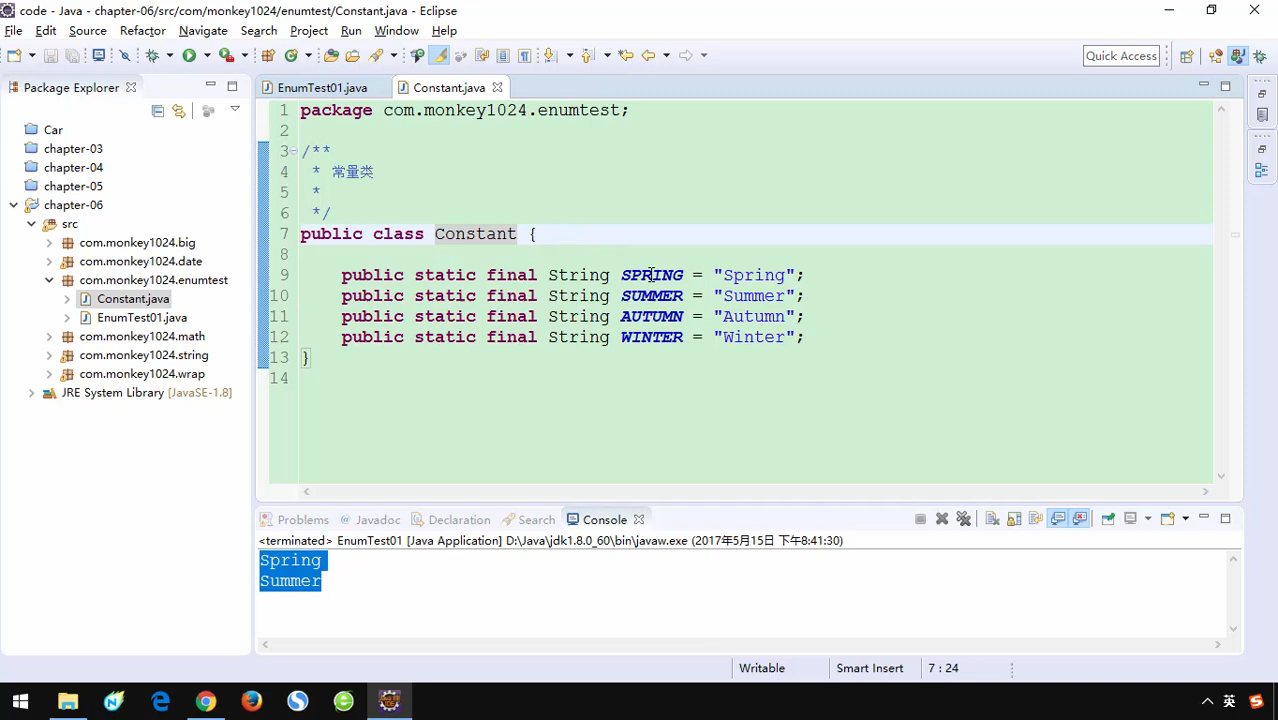 code - Java - chapter-06/src/com/monkey1024/enumtest/Constant.java - Eclipse
File Edit Source Refactor Navigate Search Project Run Window Help
Quick Access
Package Explorer
Car
chapter-03
chapter-04
chapter-05
chapter-06
src
com.monkey1024.big
com.monkey1024.date
com.monkey1024.enumtest
Constant.java
EnumTest01.java
com.monkey1024.math
com.monkey1024.string
com.monkey1024.wrap
JRE System Library [JavaSE-1.8]
EnumTest01.java Constant.java
1 package com.monkey1024.enumtest;
2
3 /**
4 * 常量类
5 *
6 */
7 public class Constant {
8
9 public static final String SPRING = "Spring";
10 public static final String SUMMER = "Summer";
11 public static final String AUTUMN = "Autumn";
12 public static final String WINTER = "Winter";
13 }
14
Problems Javadoc Declaration Search Console
<terminated> EnumTest01 [Java Application] D:\Java\jdk1.8.0_60\bin\javaw.exe (2017年5月15日 下午8:41:30)
Spring
Summer
Writable Smart Insert 7 : 24
英